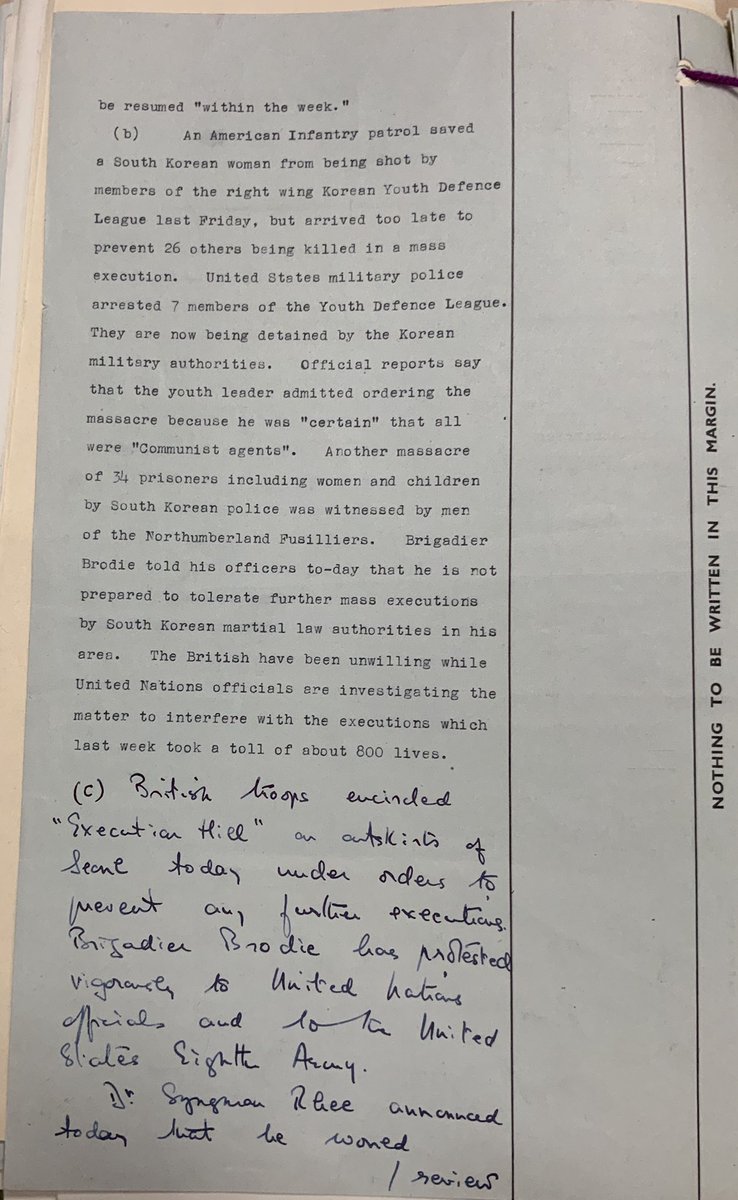 be resumed "within the week."
(b) An American Infantry patrol saved
a South Korean woman from being shot by
members of the right wing Korean Youth Defence
League last Friday, but arrived too late to
prevent 26 others being killed in a mass
execution. United States military police
arrested 7 members of the Youth Defence League.
They are now being detained by the Korean
military authorities. Official reports say
that the youth leader admitted ordering the
massacre because he was "certain" that all
were "Communist agents". Another massacre
of 34 prisoners including women and children
by South Korean police was witnessed by men
of the Northumberland Fusilliers. Brigadier
Brodie told his officers to-day that he is not
prepared to tolerate further mass executions
by South Korean martial law authorities in his
area. The British have been unwilling while
United Nations officials are investigating the
matter to interfere with the executions which
last week took a toll of about 800 lives.
(c) British troops encircled
"Execution Hill" on outskirts of
Seoul today under orders to
prevent any further executions.
Brigadier Brodie has protested
vigorously to United Nations
officials and to the United
States Eighth Army.
Dr Syngman Rhee announced
today that he would
/ review
NOTHING TO BE WRITTEN IN THIS MARGIN.